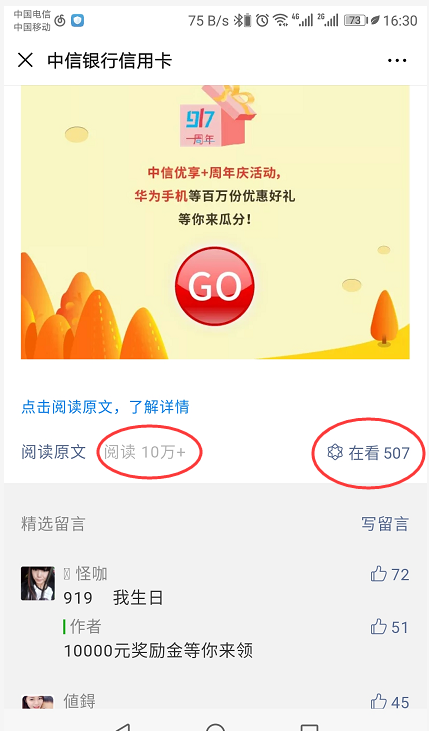 中国电信
中国移动
75 B/s 4G 2G 73 16:30
中信银行信用卡
917
一周年
中信优享+周年庆活动,
华为手机等百万份优惠好礼
等你来瓜分!
GO
点击阅读原文，了解详情
阅读原文 阅读 10万+ 在看 507
精选留言 写留言
怪咖 72
919 我生日
作者 51
10000元奖励金等你来领
値鍀 45